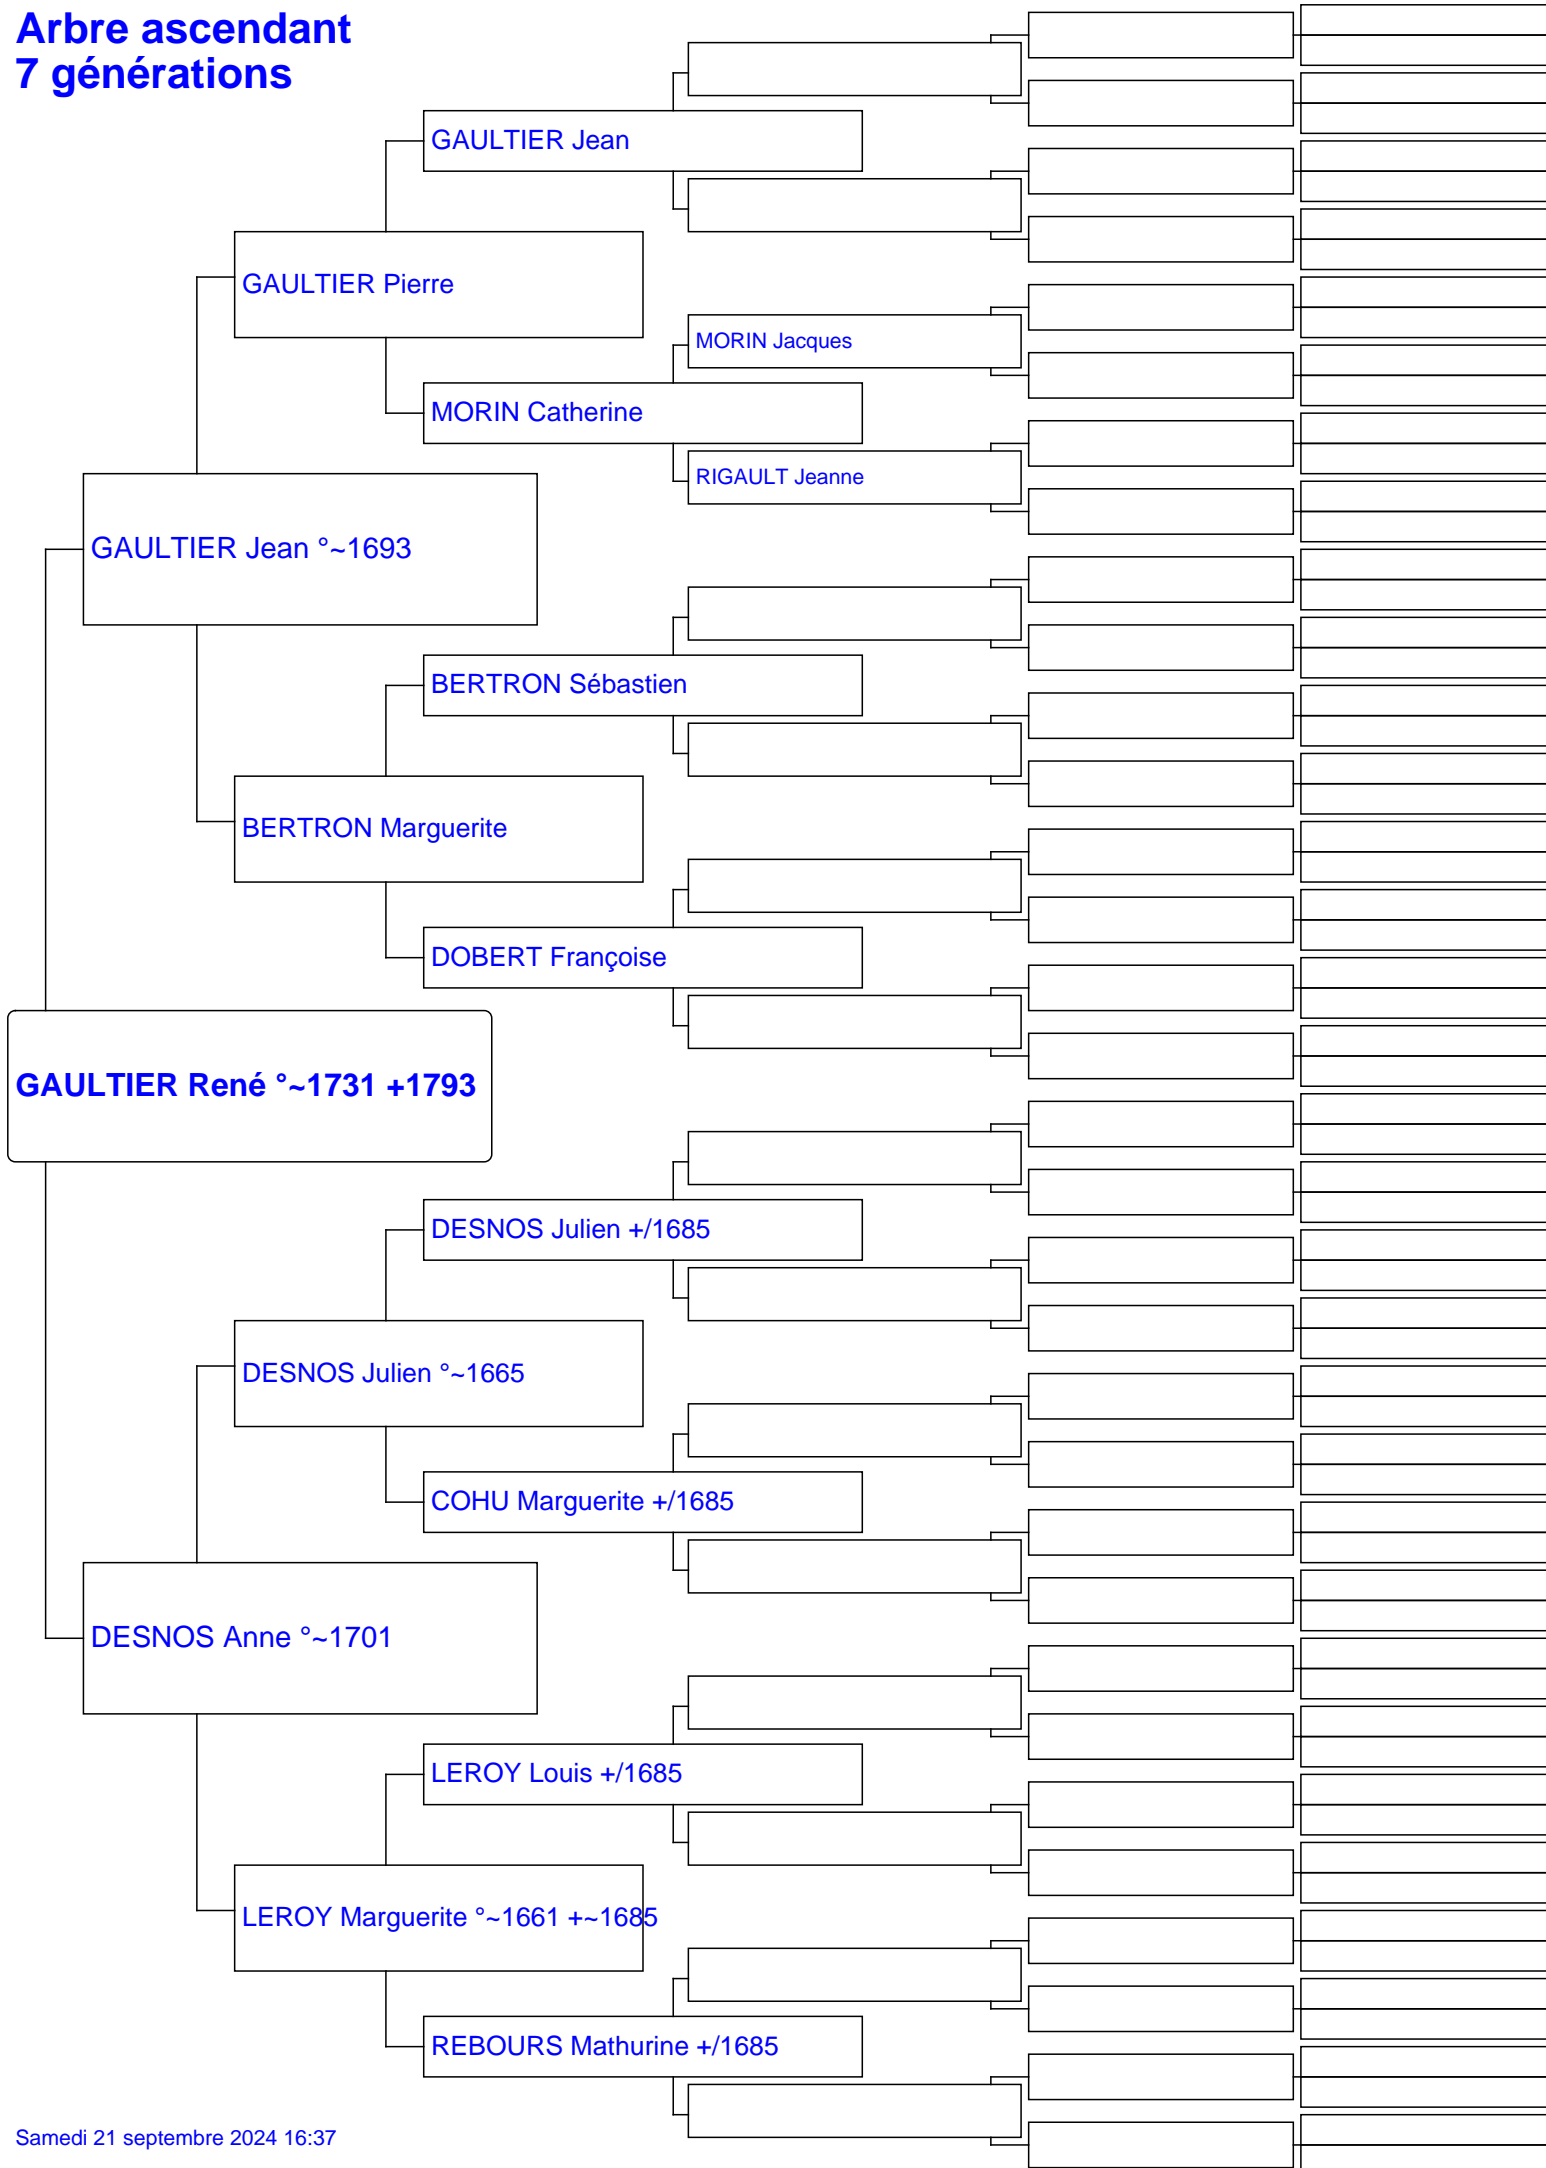 Arbre ascendant
7 générations
GAULTIER Jean
GAULTIER Pierre
MORIN Jacques
MORIN Catherine
RIGAULT Jeanne
GAULTIER Jean °~1693
BERTRON Sébastien
BERTRON Marguerite
DOBERT Françoise
GAULTIER René °~1731 +1793
DESNOS Julien +/1685
DESNOS Julien °~1665
COHU Marguerite +/1685
DESNOS Anne °~1701
LEROY Louis +/1685
LEROY Marguerite °~1661 +~1685
REBOURS Mathurine +/1685
Samedi 21 septembre 2024 16:37